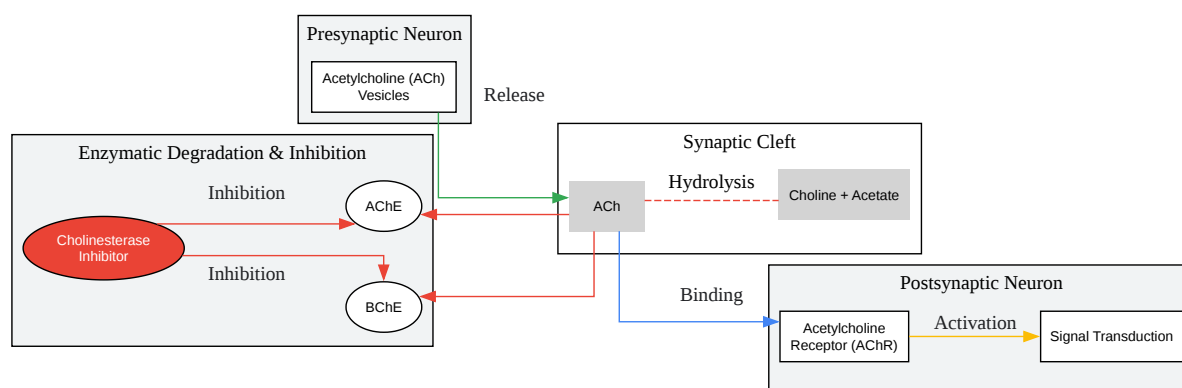 Presynaptic Neuron
Acetylcholine (ACh)
Vesicles
Release
Enzymatic Degradation & Inhibition
Inhibition
AChE
Cholinesterase
Inhibitor
Inhibition
BChE
Synaptic Cleft
Hydrolysis
ACh
Choline + Acetate
Binding
Postsynaptic Neuron
Acetylcholine
Receptor (AChR)
Activation
Signal Transduction